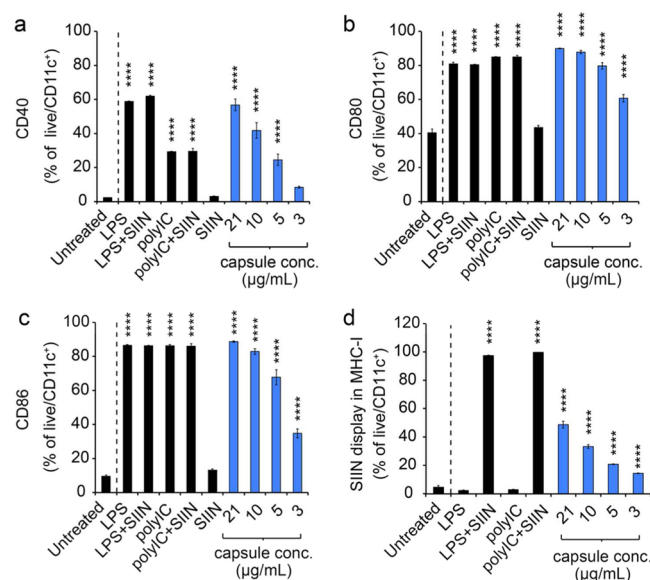 a
CD40
(% of live/CD11c⁺)
100
80
60
40
20
0
****
****
****
****
****
****
****
Untreated
LPS
LPS+SIIN
polyIC
polyIC+SIIN
SIIN
21
10
5
3
capsule conc.
(µg/mL)
b
CD80
(% of live/CD11c⁺)
100
80
60
40
20
0
****
****
****
****
****
****
****
****
Untreated
LPS
LPS+SIIN
polyIC
polyIC+SIIN
SIIN
21
10
5
3
capsule conc.
(µg/mL)
c
CD86
(% of live/CD11c⁺)
100
80
60
40
20
0
****
****
****
****
****
****
****
****
Untreated
LPS
LPS+SIIN
polyIC
polyIC+SIIN
SIIN
21
10
5
3
capsule conc.
(µg/mL)
d
SIIN display in MHC-I
(% of live/CD11c⁺)
120
100
80
60
40
20
0
****
****
****
****
****
****
Untreated
LPS
LPS+SIIN
polyIC
polyIC+SIIN
21
10
5
3
capsule conc.
(µg/mL)